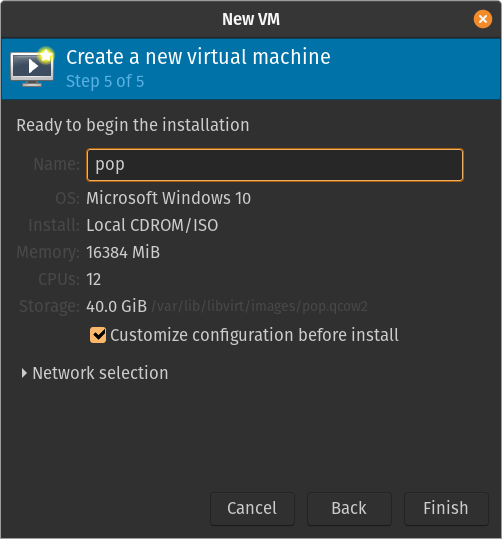 New VM
Create a new virtual machine
Step 5 of 5
Ready to begin the installation
Name: pop
OS: Microsoft Windows 10
Install: Local CDROM/ISO
Memory: 16384 MiB
CPUs: 12
Storage: 40.0 GiB /var/lib/libvirt/images/pop.qcow2
Customize configuration before install
Network selection
Cancel Back Finish